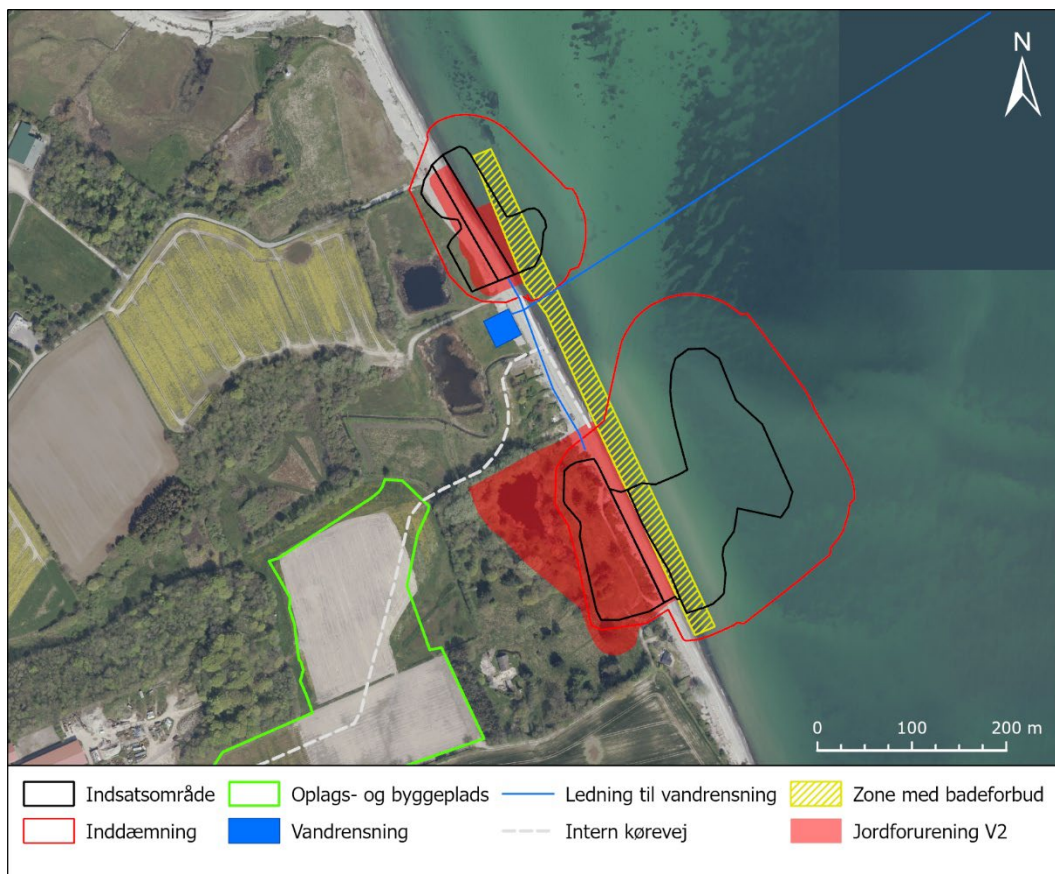 N
0 100 200 m
Indsatsområde Oplags- og byggeplads Ledning til vandrensning Zone med badeforbud
Inddæmning Vandrensning Intern kørevej Jordforurening V2